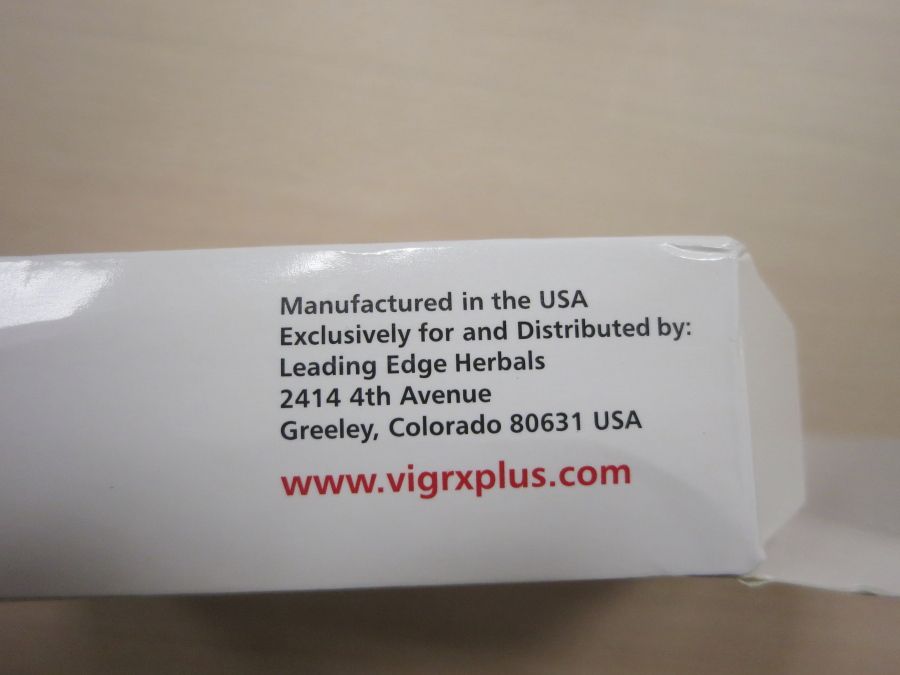 Manufactured in the USA
Exclusively for and Distributed by:
Leading Edge Herbals
2414 4th Avenue
Greeley, Colorado 80631 USA
www.vigrxplus.com